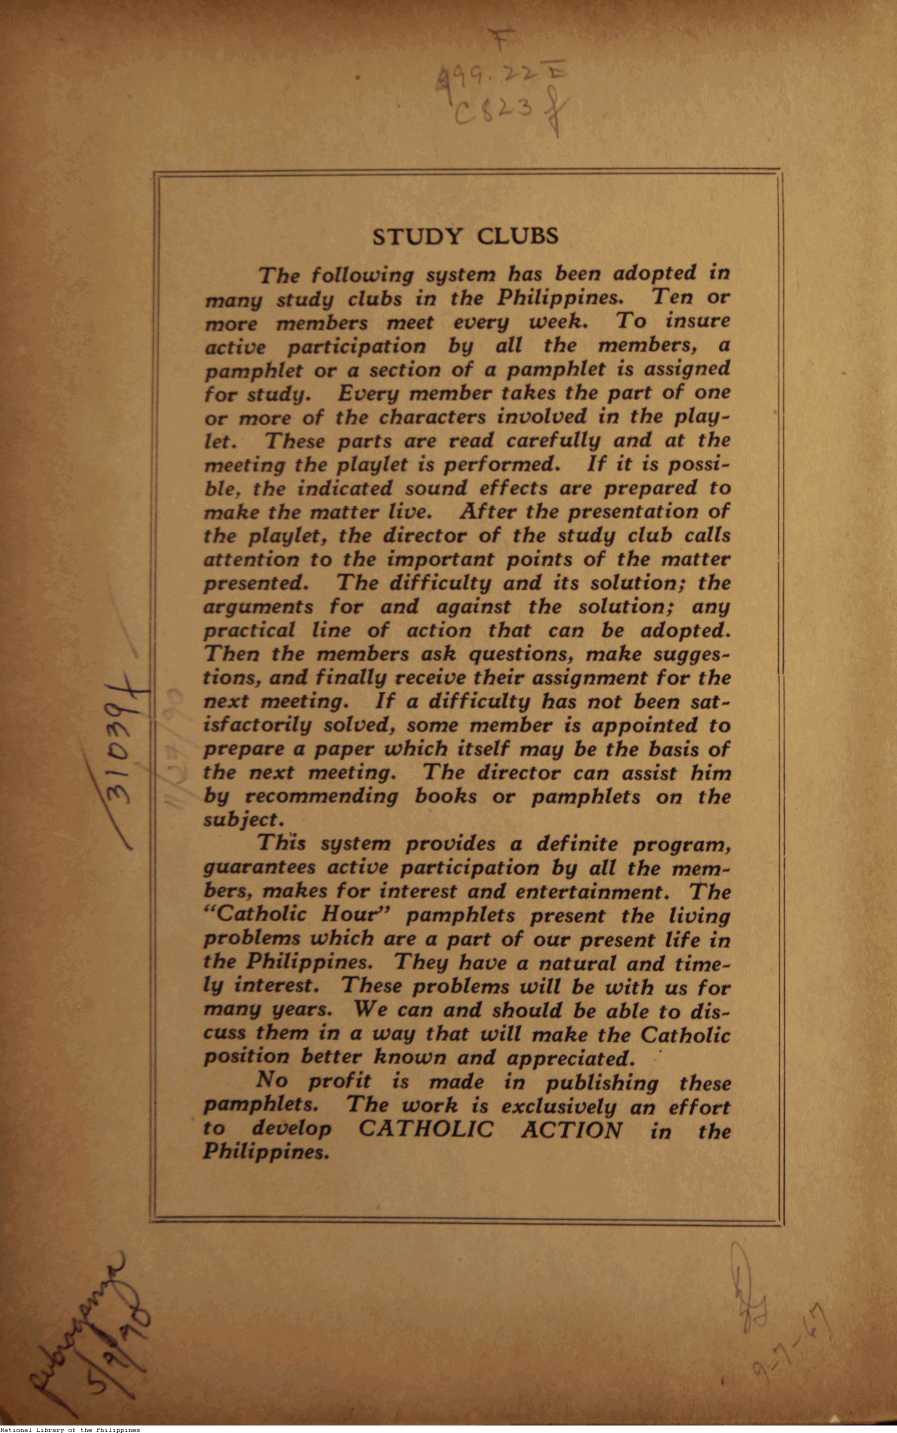 F
499.22
C823f
STUDY CLUBS
The following system has been adopted in
many study clubs in the Philippines. Ten or
more members meet every week. To insure
active participation by all the members, a
pamphlet or a section of a pamphlet is assigned
for study. Every member takes the part of one
or more of the characters involved in the play-
let. These parts are read carefully and at the
meeting the playlet is performed. If it is possi-
ble, the indicated sound effects are prepared to
make the matter live. After the presentation of
the playlet, the director of the study club calls
attention to the important points of the matter
presented. The difficulty and its solution; the
arguments for and against the solution; any
practical line of action that can be adopted.
Then the members ask questions, make sugges-
tions, and finally receive their assignment for the
next meeting. If a difficulty has not been sat-
isfactorily solved, some member is appointed to
prepare a paper which itself may be the basis of
the next meeting. The director can assist him
by recommending books or pamphlets on the
subject.
This system provides a definite program,
guarantees active participation by all the mem-
bers, makes for interest and entertainment. The
“Catholic Hour” pamphlets present the living
problems which are a part of our present life in
the Philippines. They have a natural and time-
ly interest. These problems will be with us for
many years. We can and should be able to dis-
cuss them in a way that will make the Catholic
position better known and appreciated.
No profit is made in publishing these
pamphlets. The work is exclusively an effort
to develop CATHOLIC ACTION in the
Philippines.
31039
5/9/90
9-7-67
National Library of the Philippines